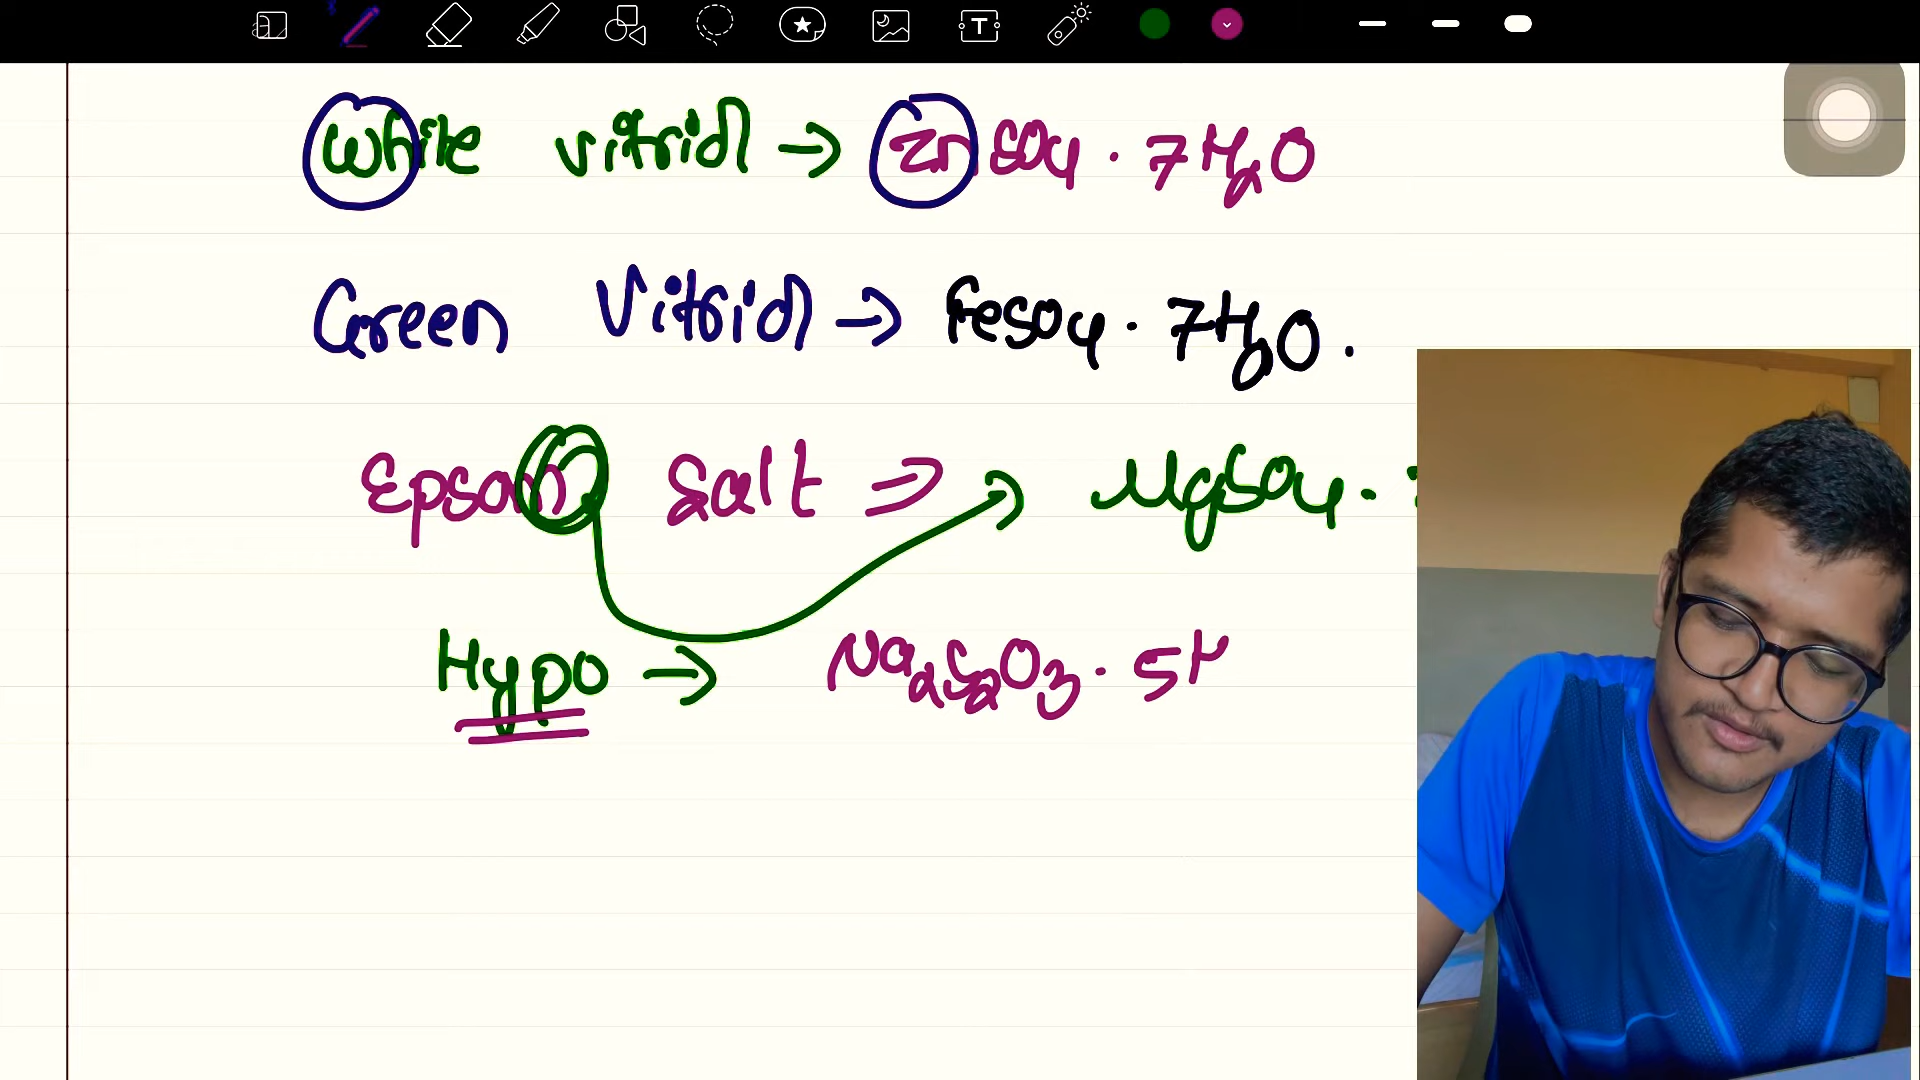 White vitriol → ZnSO4 . 7H2O
Green Vitriol → FeSO4 . 7H2O .
Epsom Salt ⇒ MgSO4 .
Hypo → Na2S2O3 . 5H